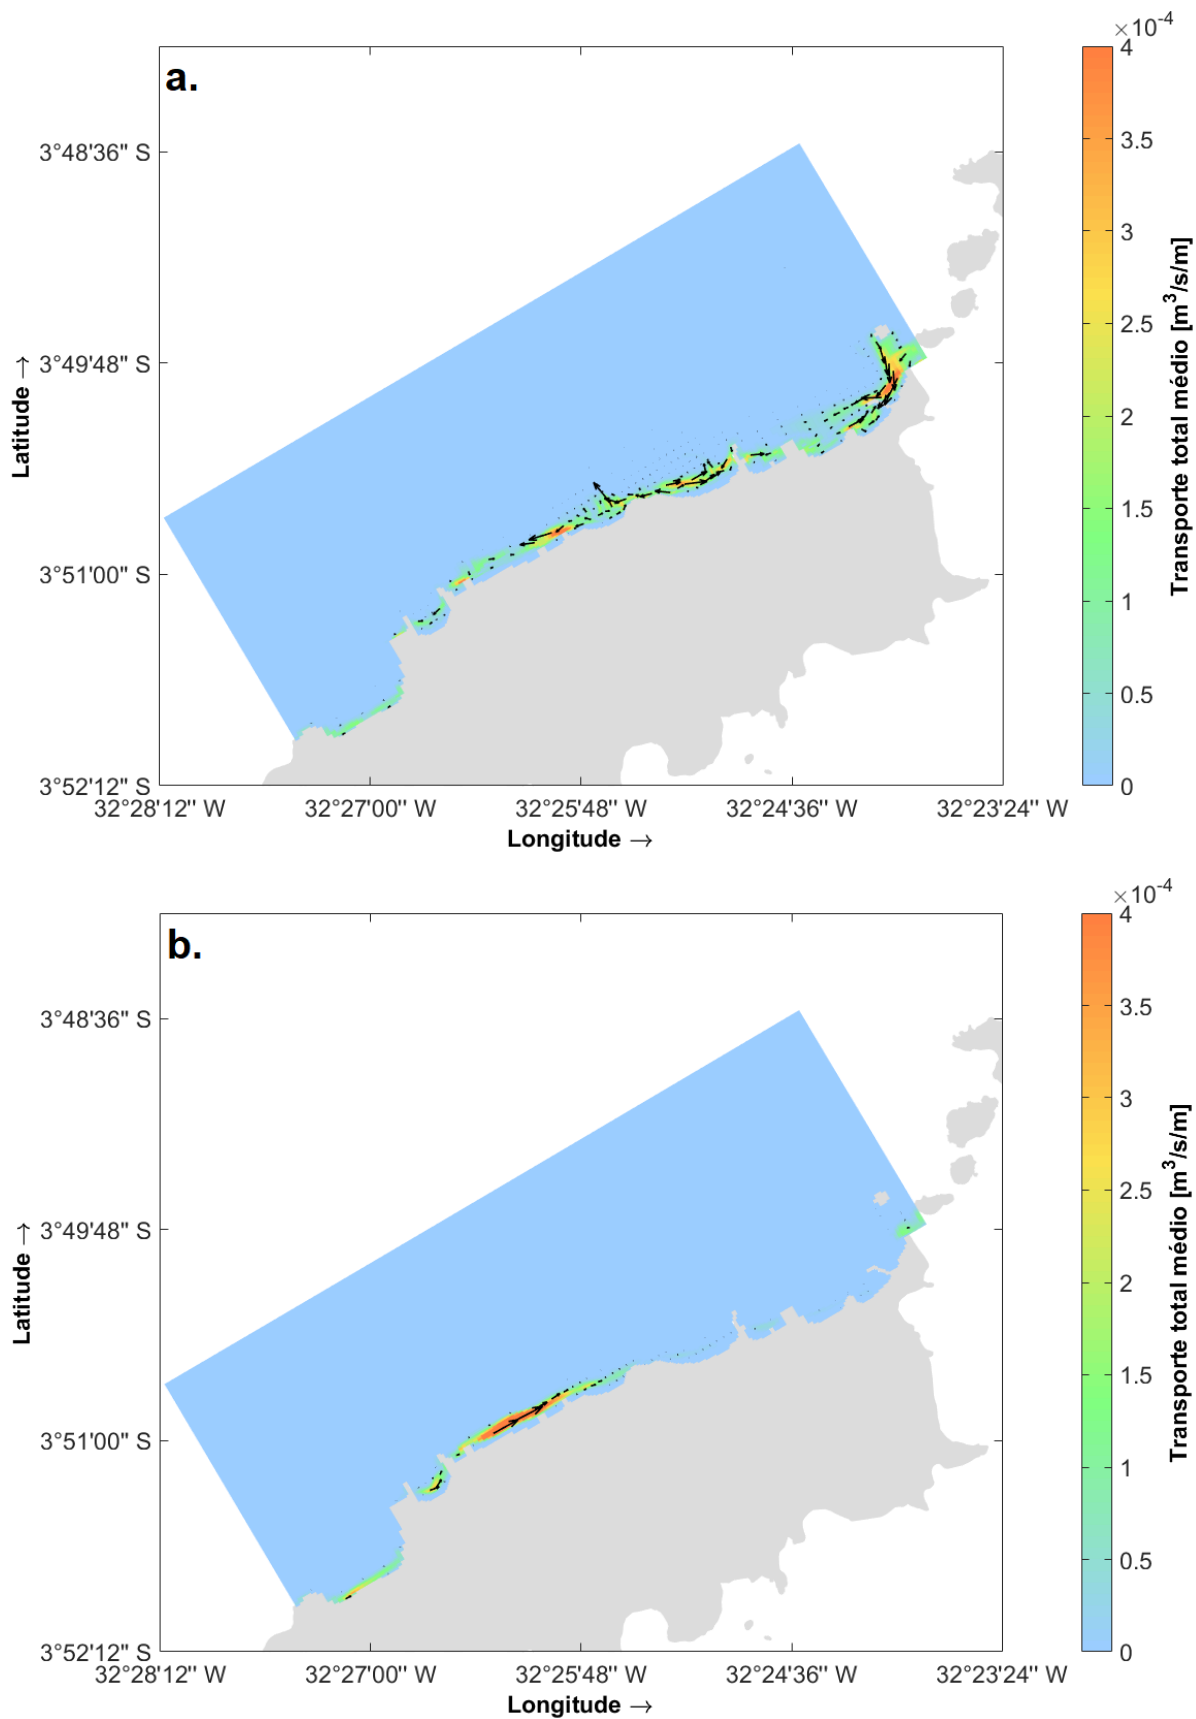 ×10⁻⁴
a.
4
3°48'36" S
3.5
3
2.5
3°49'48" S
2
1.5
3°51'00" S
1
0.5
3°52'12" S
0
32°28'12" W
32°27'00" W
32°25'48" W
32°24'36" W
32°23'24" W
Latitude →
Longitude →
Transporte total médio [m³/s/m]
×10⁻⁴
b.
4
3°48'36" S
3.5
3
2.5
3°49'48" S
2
1.5
3°51'00" S
1
0.5
3°52'12" S
0
32°28'12" W
32°27'00" W
32°25'48" W
32°24'36" W
32°23'24" W
Latitude →
Longitude →
Transporte total médio [m³/s/m]